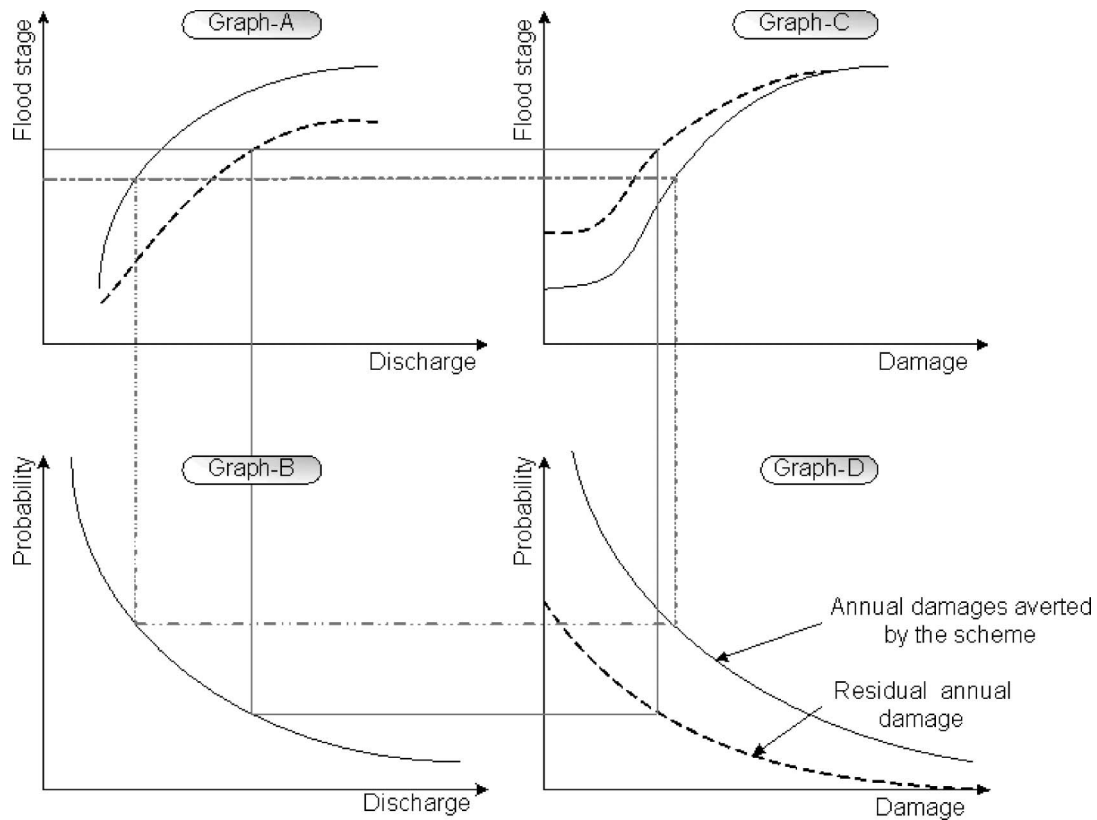 Graph-A
Flood stage
Discharge
Graph-C
Flood stage
Damage
Graph-B
Probability
Discharge
Graph-D
Probability
Annual damages averted
by the scheme
Residual annual
damage
Damage